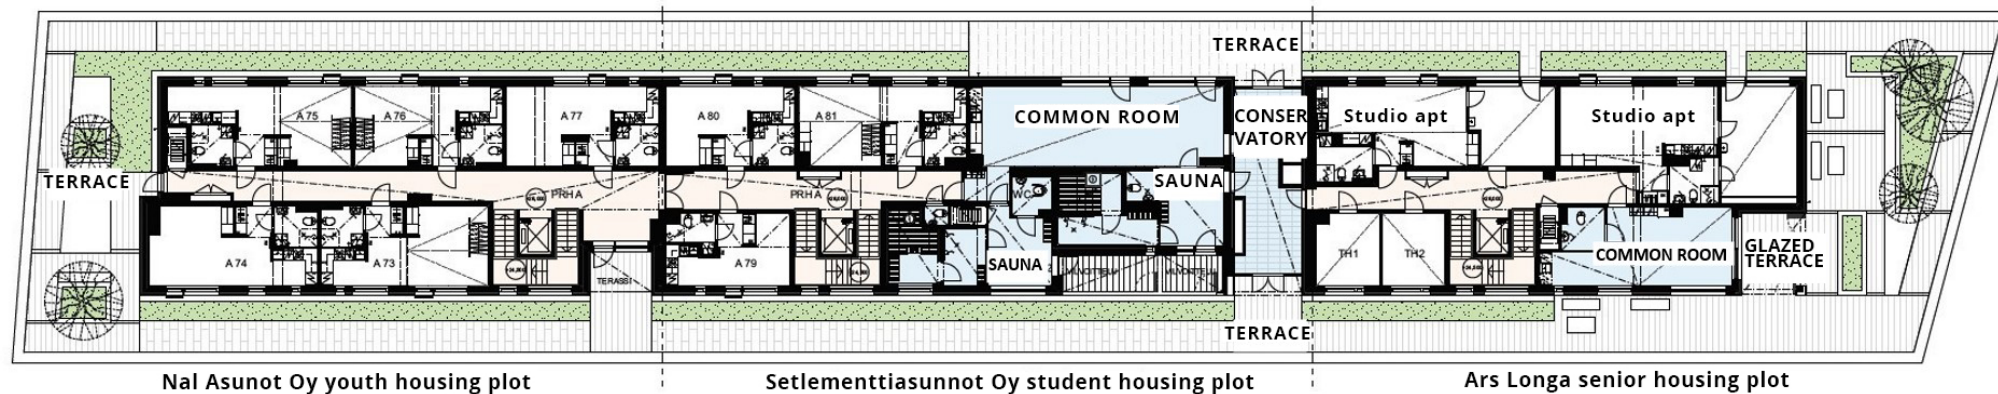 TERRACE
A 75
A 76
A 77
A 80
A 81
COMMON ROOM
CONSER
VATORY
Studio apt
Studio apt
TERRACE
PRH A
PRH A
WC
SAUNA
A 74
A 73
A 79
SAUNA
TH1
TH2
COMMON ROOM
GLAZED
TERRACE
TERASSI
TERRACE
Nal Asunot Oy youth housing plot
Setlementtiasunnot Oy student housing plot
Ars Longa senior housing plot